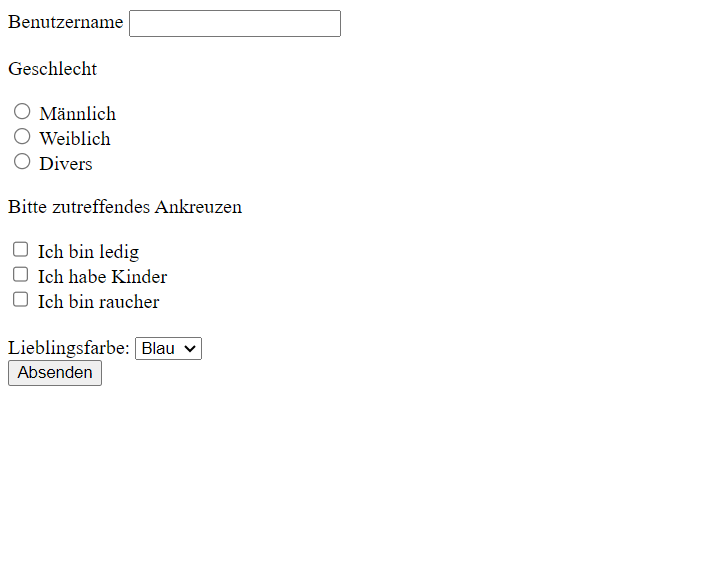 Benutzername
Geschlecht
Männlich
Weiblich
Divers
Bitte zutreffendes Ankreuzen
Ich bin ledig
Ich habe Kinder
Ich bin raucher
Lieblingsfarbe: Blau
Absenden